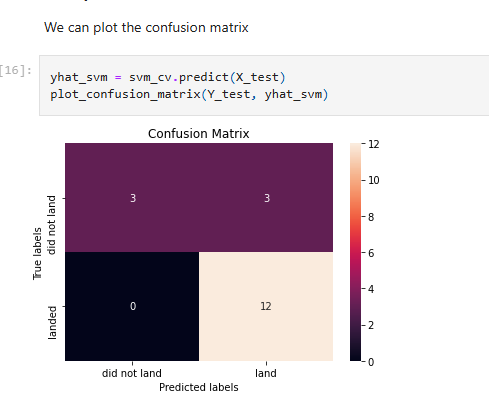 We can plot the confusion matrix
[16]:
yhat_svm = svm_cv.predict(X_test)
plot_confusion_matrix(Y_test, yhat_svm)
Confusion Matrix
12
10
8
6
4
2
0
True labels
did not land
landed
3
3
0
12
did not land
land
Predicted labels